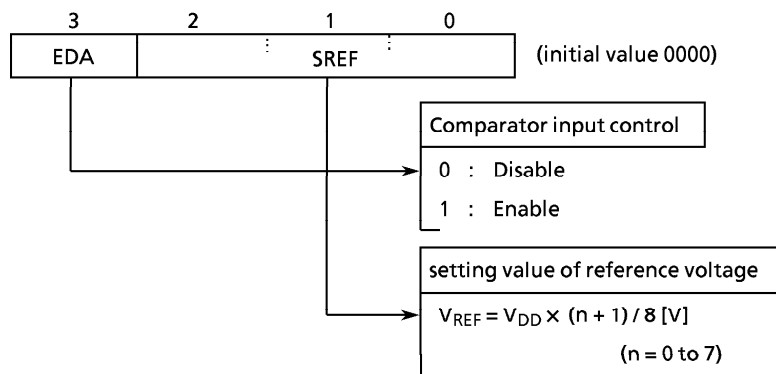 3 2 1 0
EDA SREF (initial value 0000)
Comparator input control
0 : Disable
1 : Enable
setting value of reference voltage
VREF = VDD × (n + 1) / 8 [V]
(n = 0 to 7)